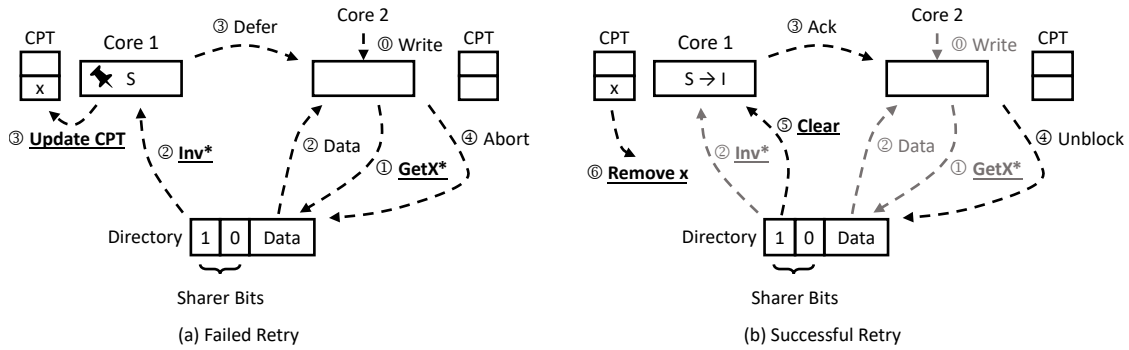 CPT
Core 1
③ Defer
Core 2
⓪ Write
CPT
S
x
③ Update CPT
② Inv*
② Data
① GetX*
④ Abort
Directory
1
0
Data
Sharer Bits
(a) Failed Retry
CPT
Core 1
③ Ack
Core 2
⓪ Write
CPT
S → I
x
⑤ Clear
② Inv*
② Data
① GetX*
④ Unblock
⑥ Remove x
Directory
1
0
Data
Sharer Bits
(b) Successful Retry